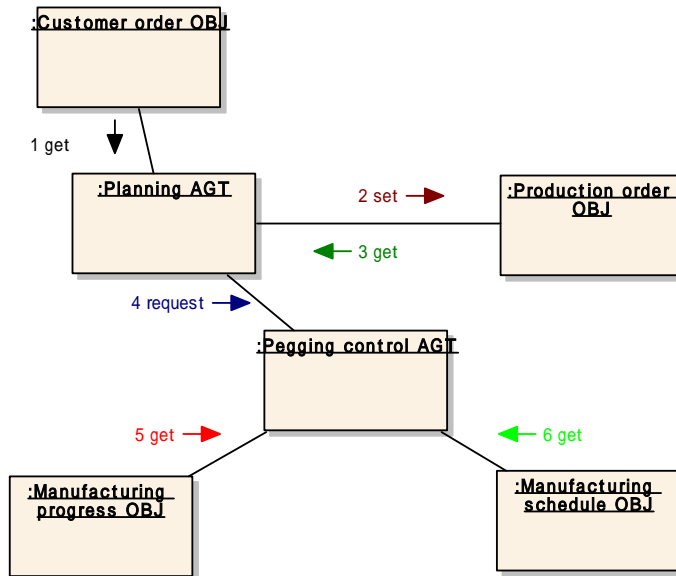 :Customer order OBJ
1 get
:Planning AGT
2 set
:Production order
OBJ
3 get
4 request
:Pegging control AGT
5 get
6 get
:Manufacturing
progress OBJ
:Manufacturing
schedule OBJ